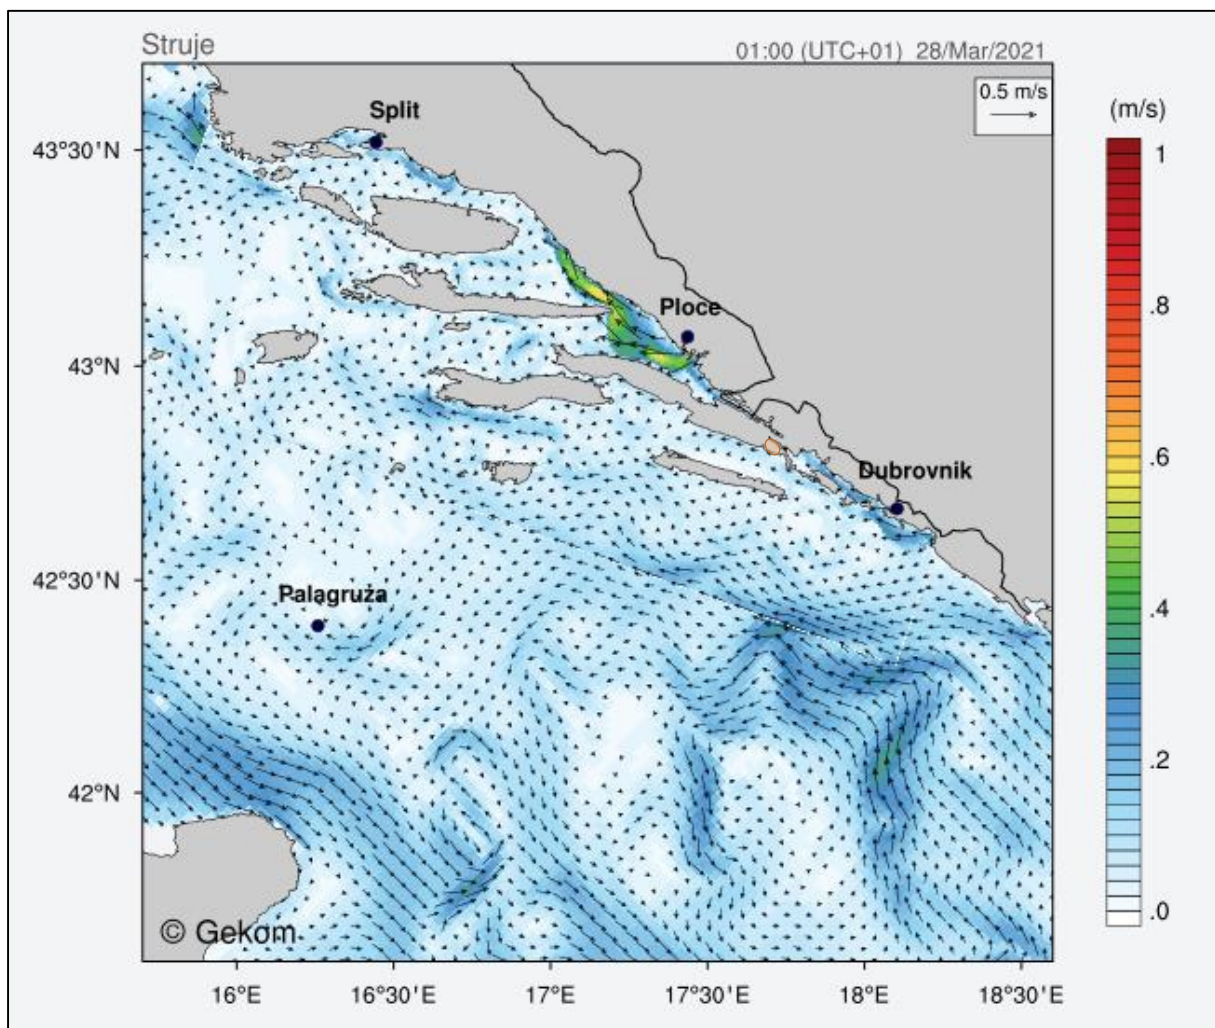 Struje
01:00 (UTC+01) 28/Mar/2021
0.5 m/s
(m/s)
Split
43°30'N
1
.8
Ploce
43°N
.6
Dubrovnik
42°30'N
Palagruža
.4
42°N
.2
.0
© Gekom
16°E
16°30'E
17°E
17°30'E
18°E
18°30'E